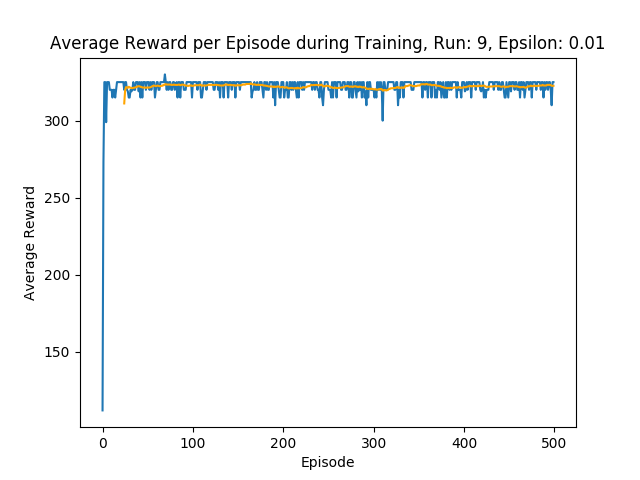 Average Reward per Episode during Training, Run: 9, Epsilon: 0.01
300
250
200
150
Average Reward
0 100 200 300 400 500
Episode